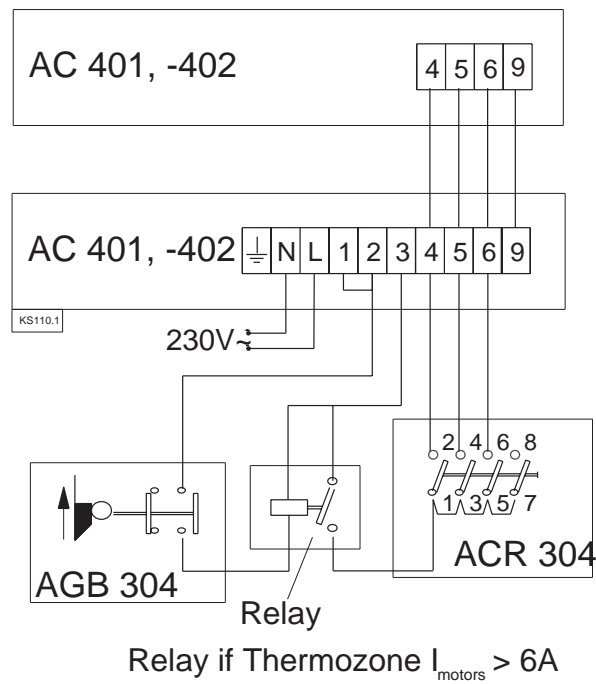 AC 401, -402
4 5 6 9
AC 401, -402
N L 1 2 3 4 5 6 9
KS110.1
230V~
2 4 6 8
1 3 5 7
AGB 304
ACR 304
Relay
Relay if Thermozone I motors > 6A